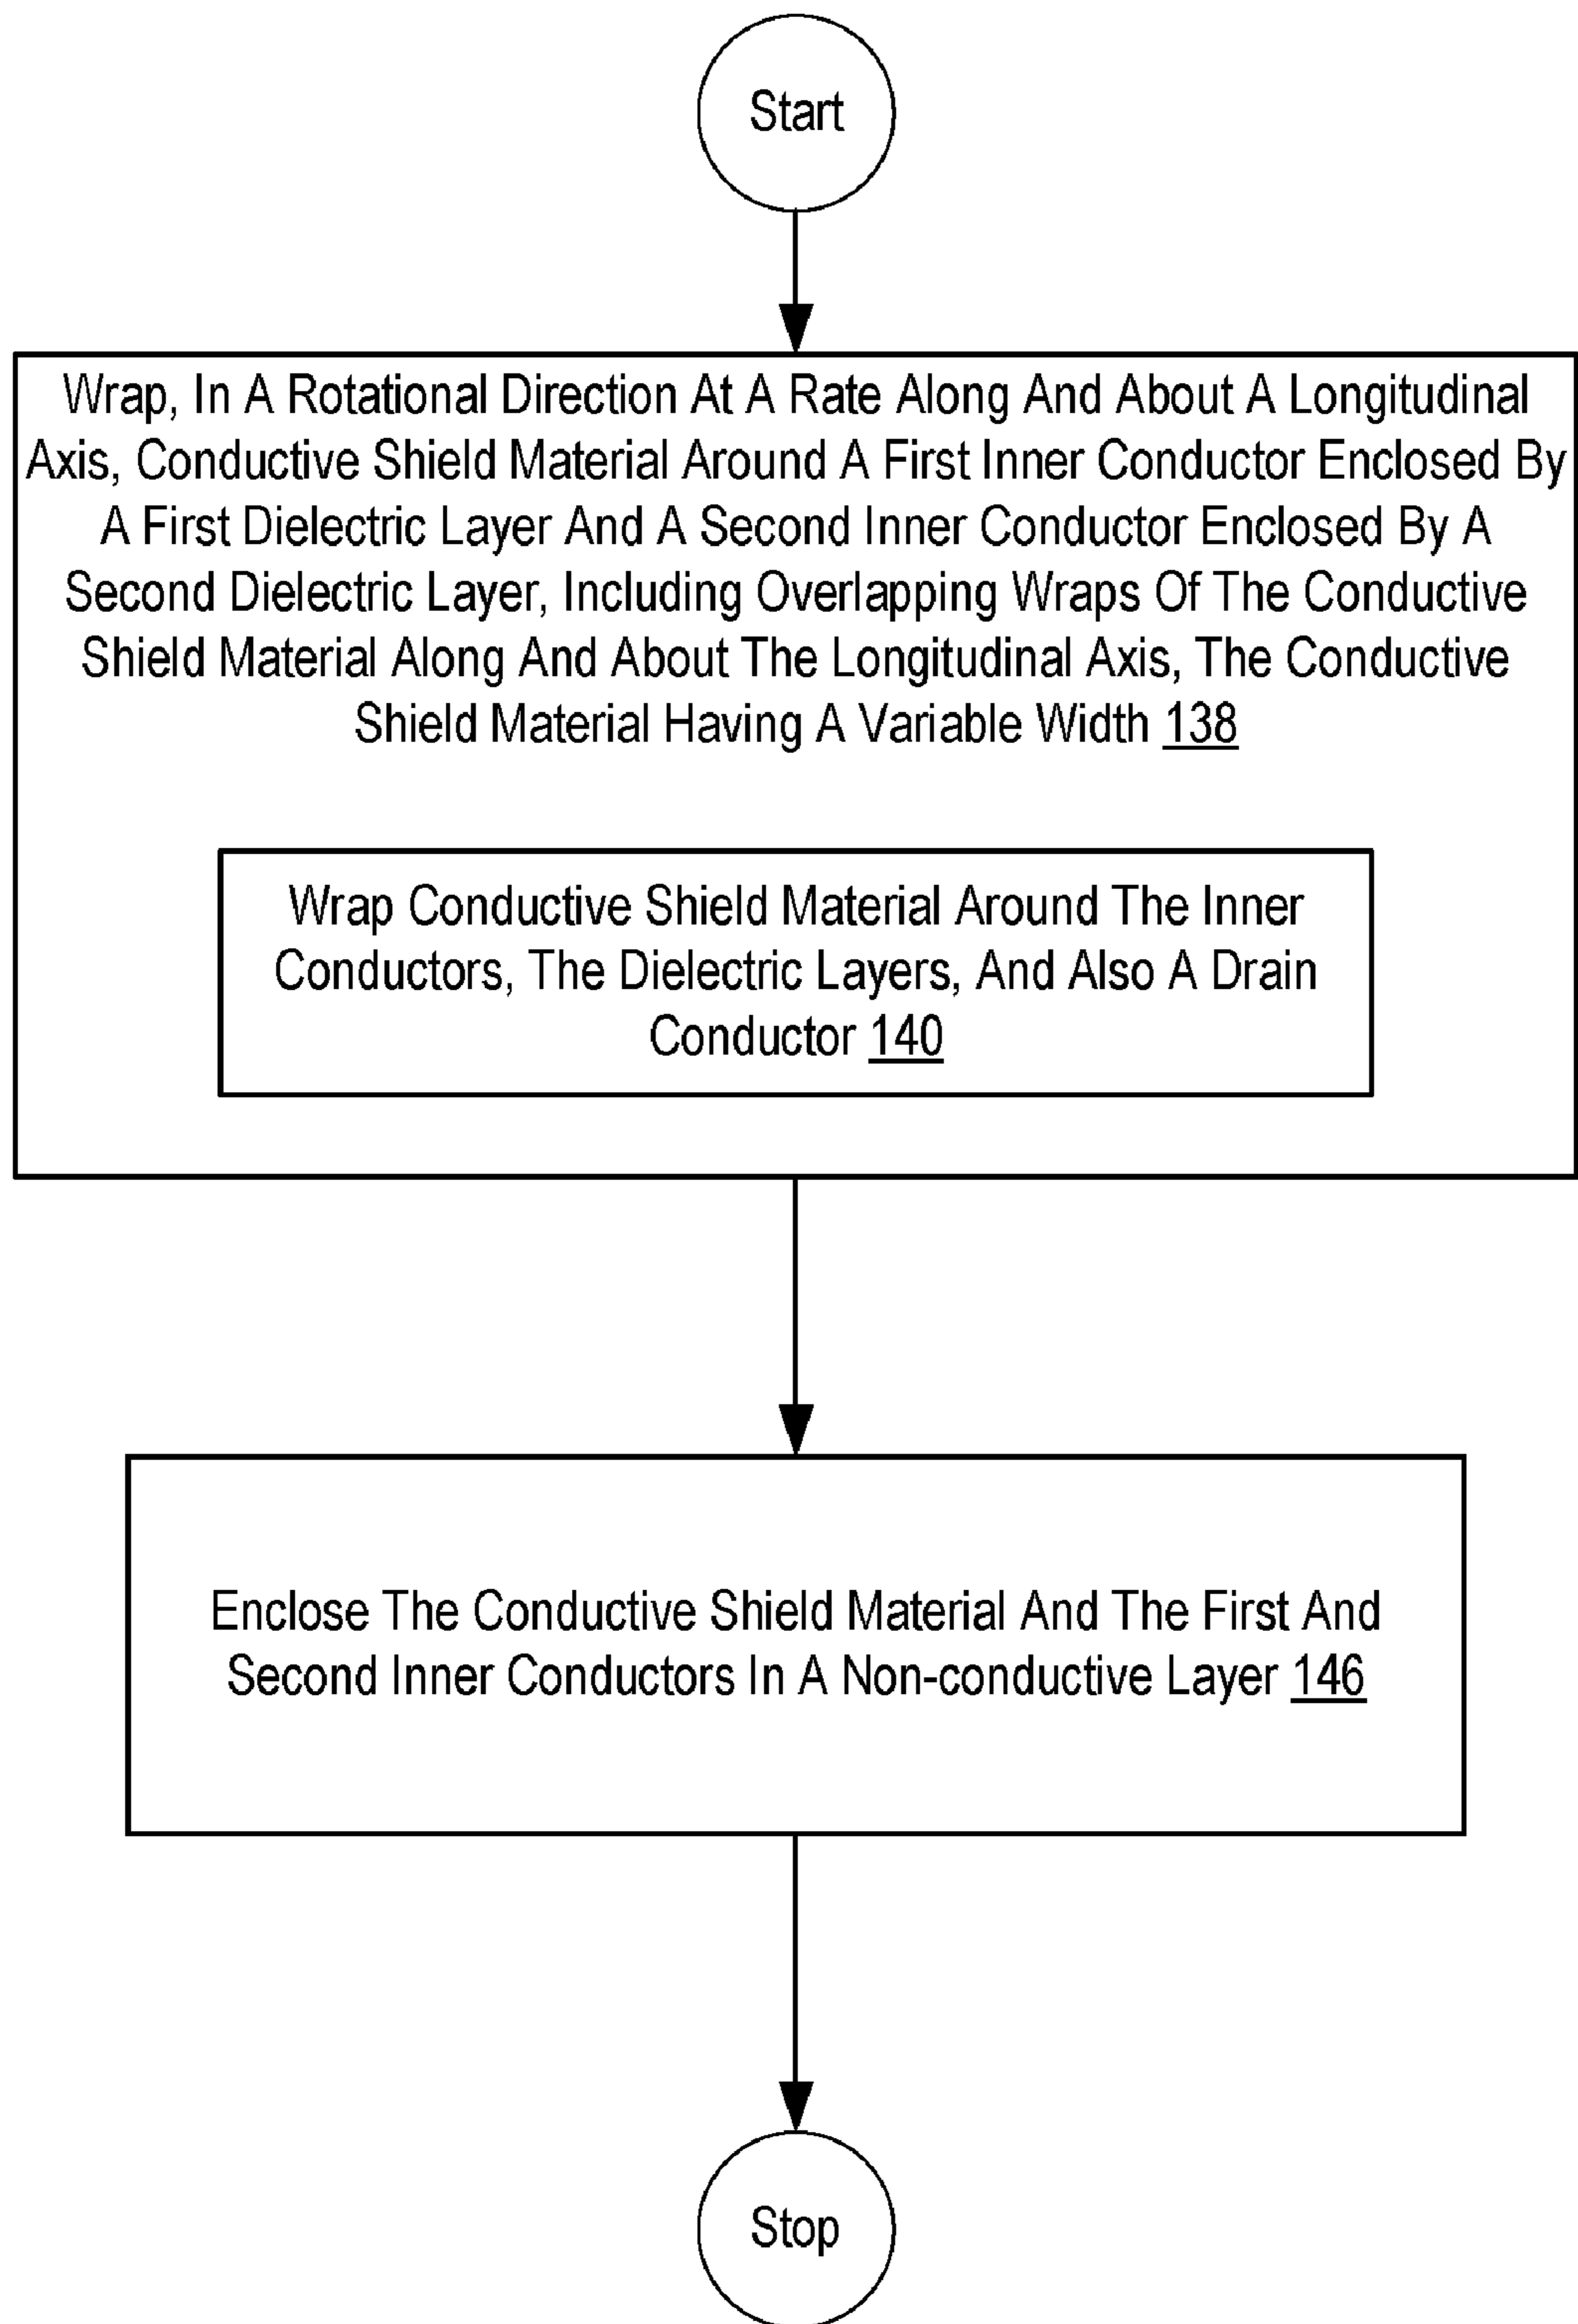 Start
Wrap, In A Rotational Direction At A Rate Along And About A Longitudinal
Axis, Conductive Shield Material Around A First Inner Conductor Enclosed By
A First Dielectric Layer And A Second Inner Conductor Enclosed By A
Second Dielectric Layer, Including Overlapping Wraps Of The Conductive
Shield Material Along And About The Longitudinal Axis, The Conductive
Shield Material Having A Variable Width 138
Wrap Conductive Shield Material Around The Inner
Conductors, The Dielectric Layers, And Also A Drain
Conductor 140
Enclose The Conductive Shield Material And The First And
Second Inner Conductors In A Non-conductive Layer 146
Stop